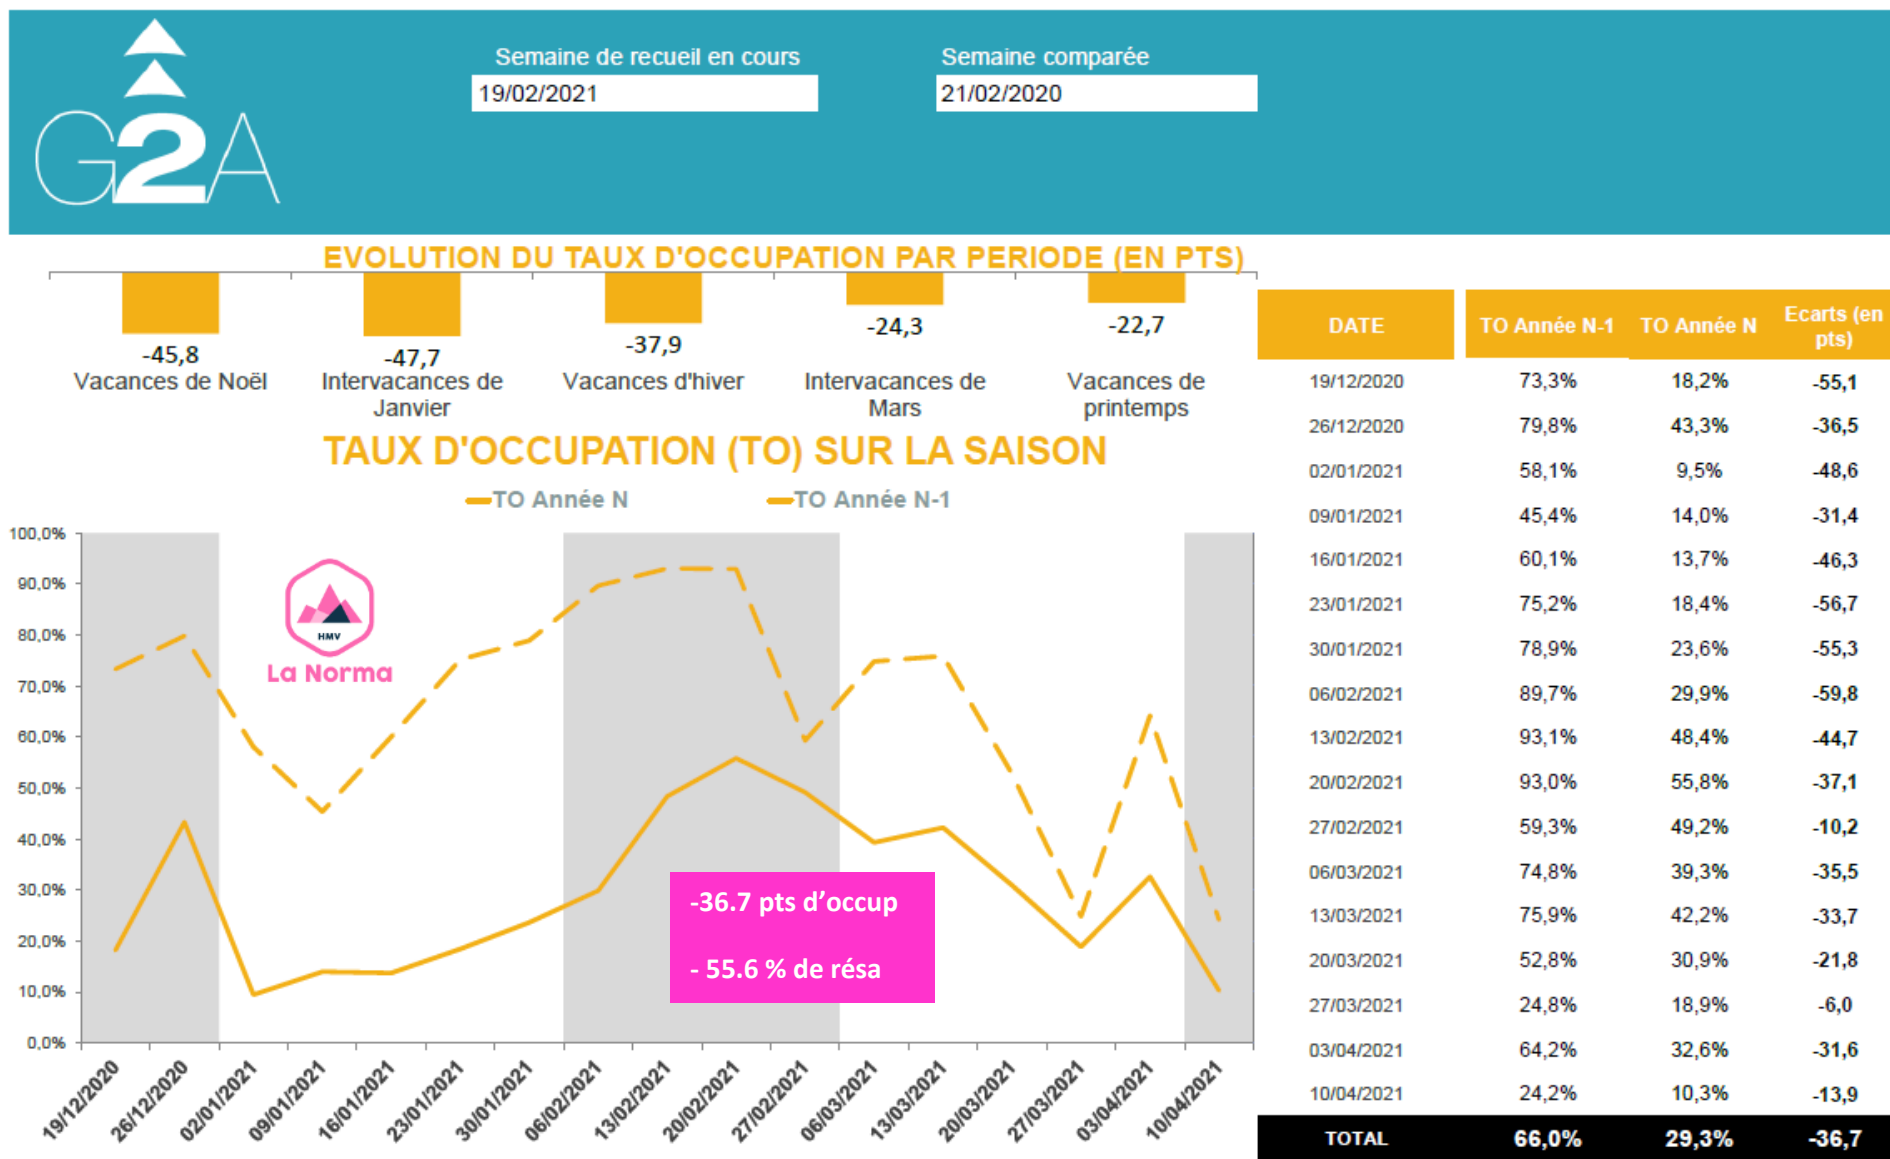 G2A
Semaine de recueil en cours
19/02/2021
Semaine comparée
21/02/2020
EVOLUTION DU TAUX D'OCCUPATION PAR PERIODE (EN PTS)
-45,8
-47,7
-37,9
-24,3
-22,7
Vacances de Noël
Intervacances de
Janvier
Vacances d'hiver
Intervacances de
Mars
Vacances de
printemps
TAUX D'OCCUPATION (TO) SUR LA SAISON
TO Année N
TO Année N-1
100,0%
90,0%
80,0%
70,0%
60,0%
50,0%
40,0%
30,0%
20,0%
10,0%
0,0%
HMV
La Norma
-36.7 pts d’occup
- 55.6 % de résa
19/12/2020
26/12/2020
02/01/2021
09/01/2021
16/01/2021
23/01/2021
30/01/2021
06/02/2021
13/02/2021
20/02/2021
27/02/2021
06/03/2021
13/03/2021
20/03/2021
27/03/2021
03/04/2021
10/04/2021
DATE TO Année N-1 TO Année N Ecarts (en
pts)
19/12/2020 73,3% 18,2% -55,1
26/12/2020 79,8% 43,3% -36,5
02/01/2021 58,1% 9,5% -48,6
09/01/2021 45,4% 14,0% -31,4
16/01/2021 60,1% 13,7% -46,3
23/01/2021 75,2% 18,4% -56,7
30/01/2021 78,9% 23,6% -55,3
06/02/2021 89,7% 29,9% -59,8
13/02/2021 93,1% 48,4% -44,7
20/02/2021 93,0% 55,8% -37,1
27/02/2021 59,3% 49,2% -10,2
06/03/2021 74,8% 39,3% -35,5
13/03/2021 75,9% 42,2% -33,7
20/03/2021 52,8% 30,9% -21,8
27/03/2021 24,8% 18,9% -6,0
03/04/2021 64,2% 32,6% -31,6
10/04/2021 24,2% 10,3% -13,9
TOTAL 66,0% 29,3% -36,7